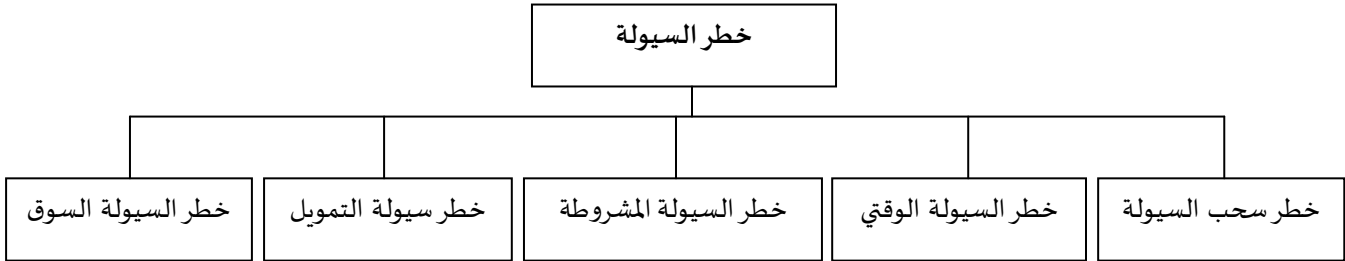 خطر السيولة
خطر سحب السيولة
خطر السيولة الوقتي
خطر السيولة المشروطة
خطر سيولة التمويل
خطر السيولة السوق